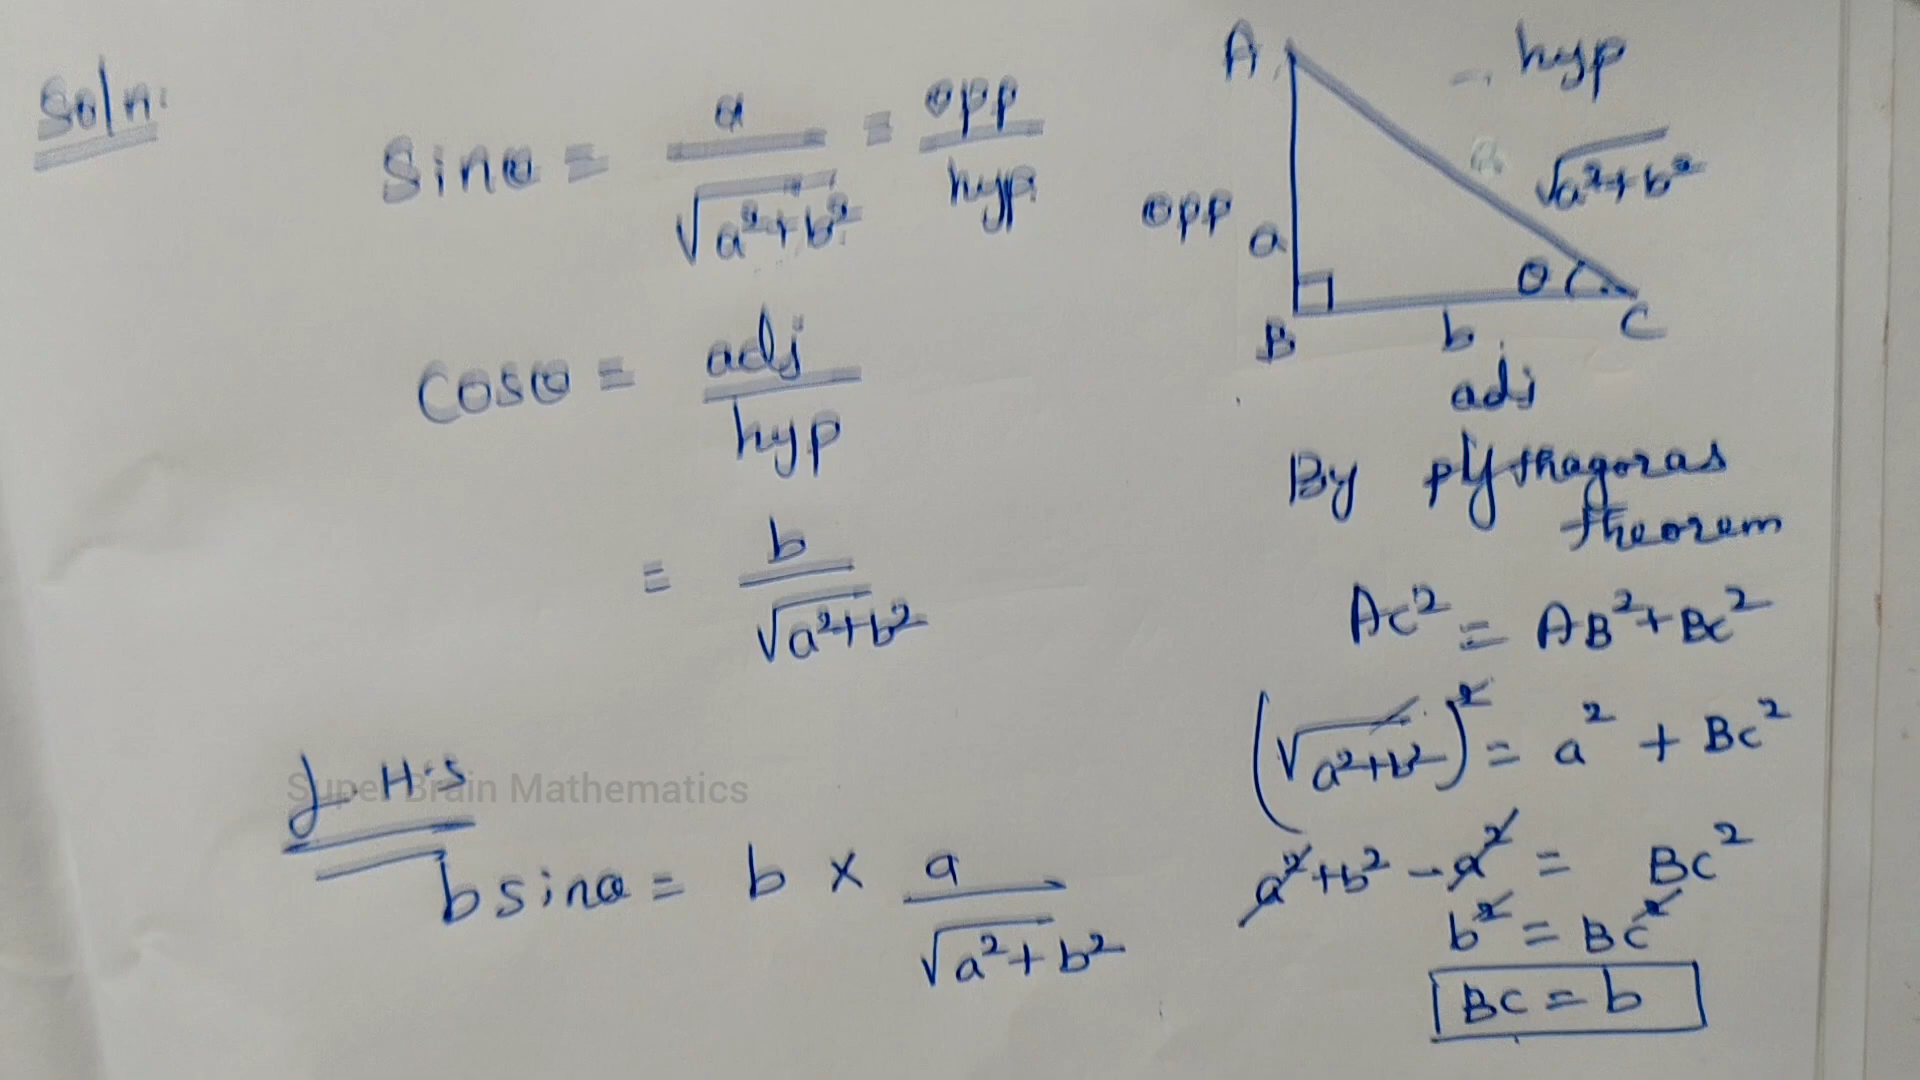 Soln:
sinθ = a/√(a²+b²) = opp/hyp
cosθ = adj/hyp
= b/√(a²+b²)
L.H.S
Super Brain Mathematics
b sinθ = b × a/√(a²+b²)
A
hyp
√(a²+b²)
opp a
θ
B b C
adj
By pythagoras
theorem
AC² = AB² + BC²
(√(a²+b²))² = a² + BC²
a²+b² - a² = BC²
b² = BC²
BC = b